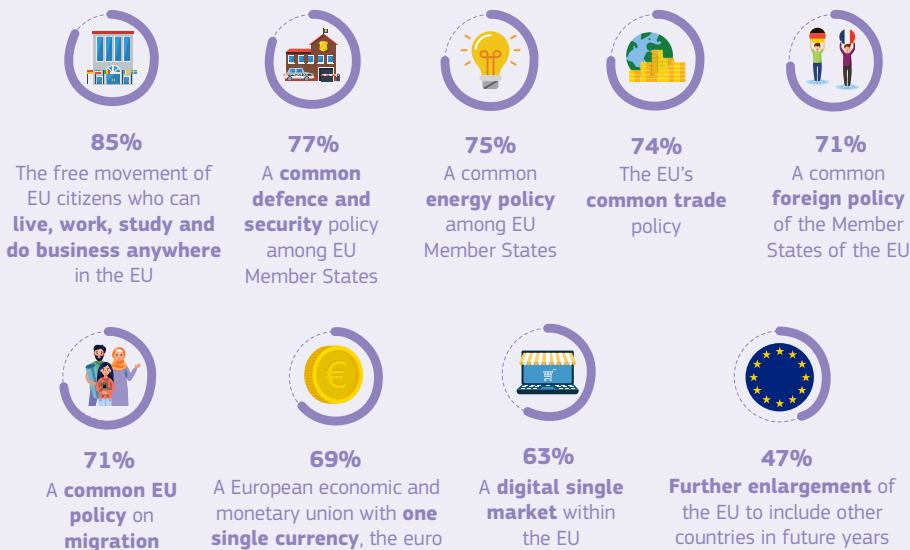 85%
The free movement of
EU citizens who can
live, work, study and
do business anywhere
in the EU
77%
A common
defence and
security policy
among EU
Member States
75%
A common
energy policy
among EU
Member States
74%
The EU's
common trade
policy
71%
A common
foreign policy
of the Member
States of the EU
71%
A common EU
policy on
migration
69%
A European economic and
monetary union with one
single currency, the euro
63%
A digital single
market within
the EU
47%
Further enlargement of
the EU to include other
countries in future years